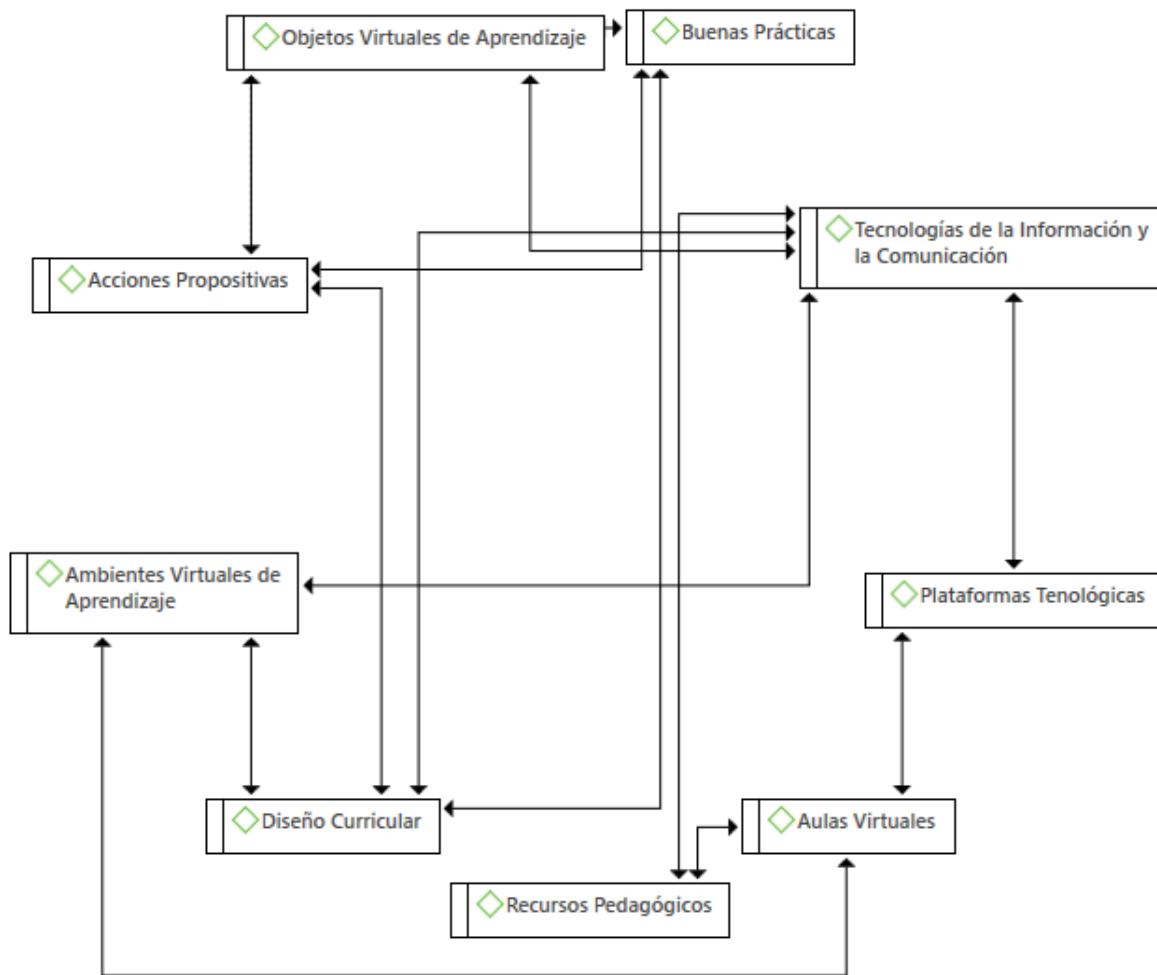 Objetos Virtuales de Aprendizaje
Buenas Prácticas
Tecnologías de la Información y
la Comunicación
Acciones Propositivas
Ambientes Virtuales de
Aprendizaje
Plataformas Tenológicas
Diseño Curricular
Aulas Virtuales
Recursos Pedagógicos